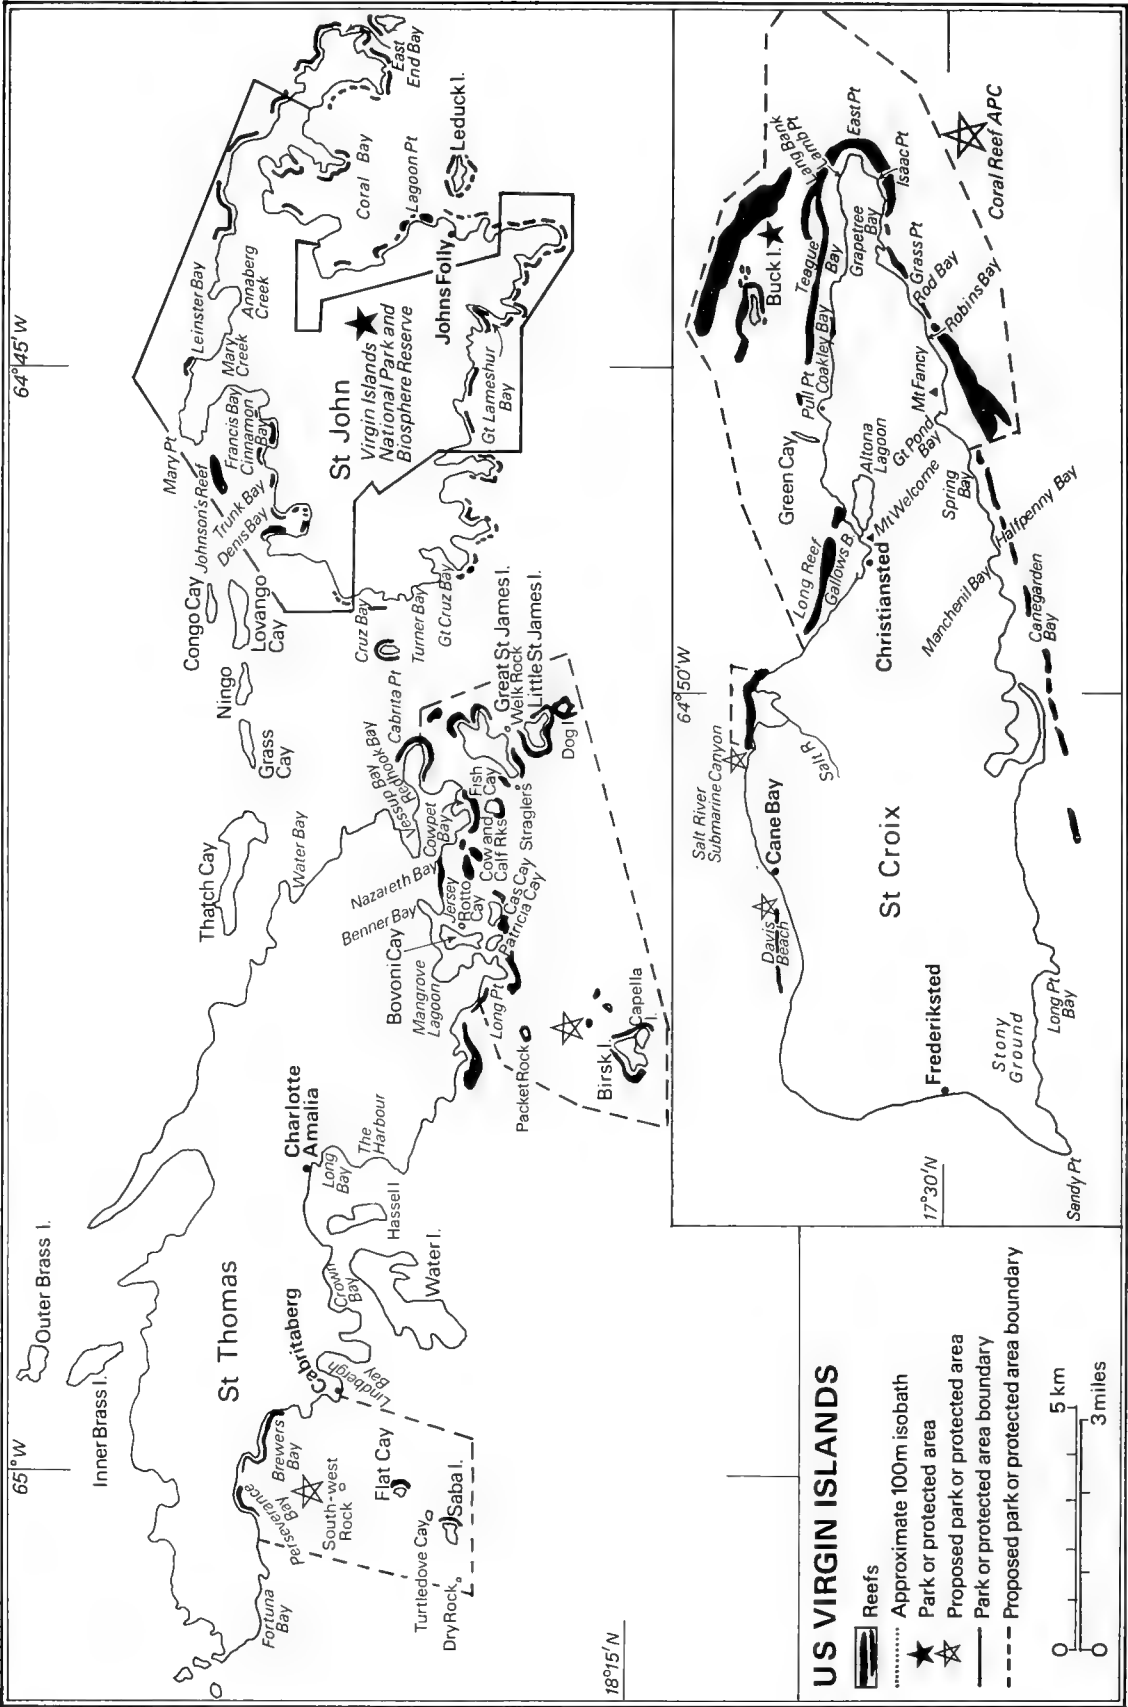 65°W
64°45'W
Outer Brass I.
Inner Brass I.
St Thomas
Fortuna
Bay
Perseverance
Bay
Brewers
Bay
South-west
Rock
Cabritaberg
Lindbergh
Bay
Flat Cay
Turtledove Cay
Saba I.
Dry Rock
18°15'N
Crown
Bay
Water I.
Hassell
Long
Bay
The
Harbour
Charlotte
Amalia
Thatch Cay
Water Bay
Grass
Cay
Ningo
Congo Cay
Lovango
Cay
Bovoni Cay
Mangrove
Lagoon
Benner Bay
Nazareth Bay
Jersey
Rotto
Cay
Cowpet
Bay
Vessup Bay
Redhook Bay
Cabrita Pt
Fish
Cay
Cow and
Calf Rks
Cas Cay
Patricia Cay
Straglers
Long Pt
Packet Rock
Birsk I.
Capella
I.
Great St James I.
Welk Rock
Little St James I.
Dog I.
Mary Pt
Johnson's Reef
Trunk Bay
Denis Bay
Francis Bay
Cinnamon
Bay
Leinster Bay
Mary
Creek
Annaberg
Creek
St John
Virgin Islands
National Park and
Biosphere Reserve
Cruz Bay
Turner Bay
Gt Cruz Bay
Gt Lameshur
Bay
Johns Folly
Lagoon Pt
Coral Bay
Leduck I.
East
End Bay
64°50'W
Salt River
Submarine Canyon
Cane Bay
Davis
Beach
Salt R
St Croix
Frederiksted
17°30'N
Sandy Pt
Stony
Ground
Long Pt
Bay
Long Reef
Gallows B.
Christiansted
Mt Welcome
Altona
Lagoon
Green Cay
Pull Pt
Coakley Bay
Teague
Bay
Buck I.
Lang Bank
Lamb Pt
East Pt
Isaac Pt
Grapetree
Bay
Grass Pt
Rod Bay
Robins Bay
Mt Fancy
Gt Pond
Bay
Spring
Bay
Halfpenny Bay
Manchenil Bay
Canegarden
Bay
Coral Reef APC
US VIRGIN ISLANDS
Reefs
Approximate 100m isobath
Park or protected area
Proposed park or protected area
Park or protected area boundary
Proposed park or protected area boundary
0 5 km
0 3 miles